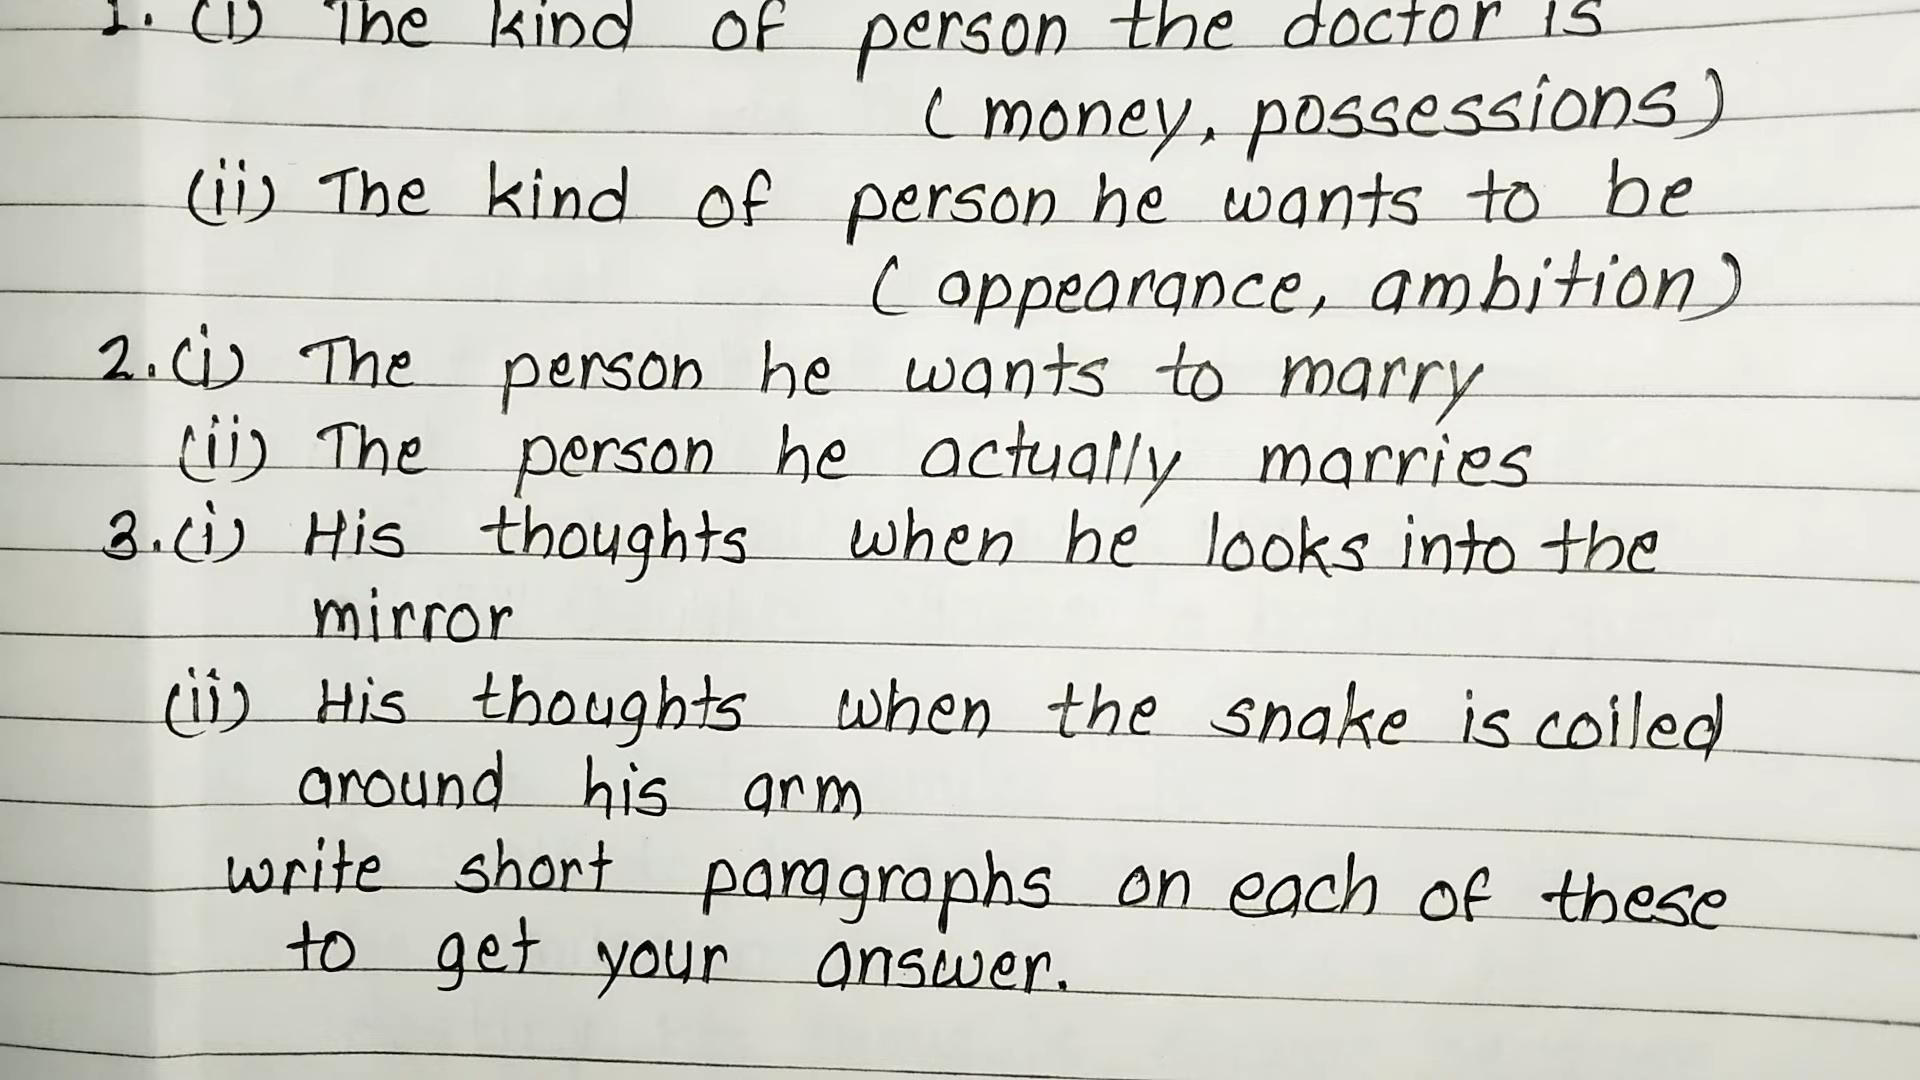 1. (i) The kind of person the doctor is
(money, possessions)
(ii) The kind of person he wants to be
(appearance, ambition)
2. (i) The person he wants to marry
(ii) The person he actually marries
3. (i) His thoughts when he looks into the
mirror
(ii) His thoughts when the snake is coiled
around his arm
write short paragraphs on each of these
to get your answer.